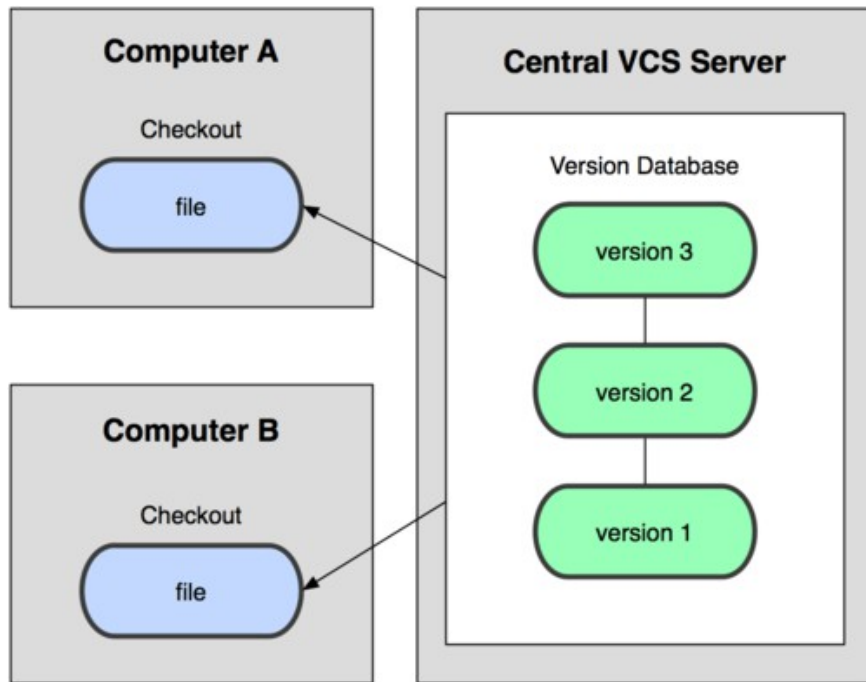 Computer A
Checkout
file
Computer B
Checkout
file
Central VCS Server
Version Database
version 3
version 2
version 1